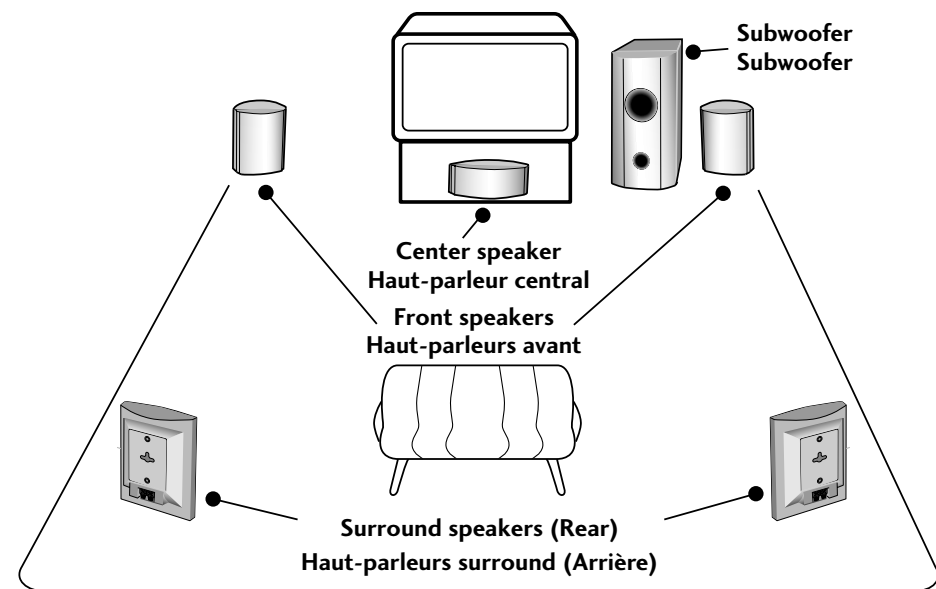 Subwoofer
Subwoofer
Center speaker
Haut-parleur central
Front speakers
Haut-parleurs avant
Surround speakers (Rear)
Haut-parleurs surround (Arrière)